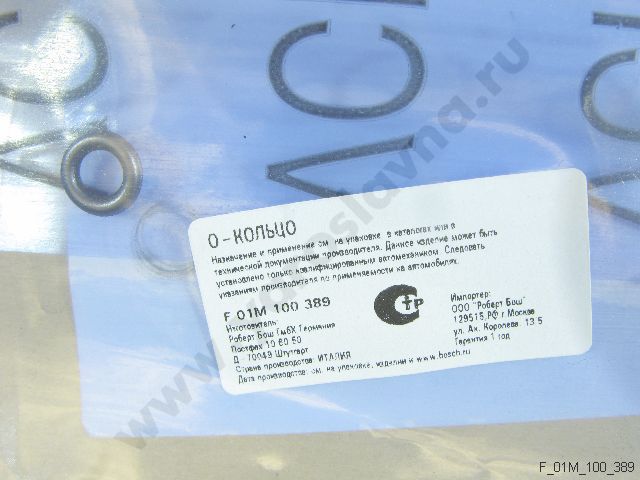 О - КОЛЬЦО
Назначение и применение см. на упаковке, в каталогах или в
технической документации производителя. Данное изделие может быть
установлено только квалифицированным автомехаником. Следовать
указаниям производителя по применяемости на автомобилях.
F 01M 100 389
Изготовитель:
Роберт Бош ГмбХ Германия
Постфах 10 60 50
Д - 70049 Штутгарт
Страна производства: ИТАЛИЯ
Дата производства: см. на упаковке, изделии и www.bosch.ru
СТР
Импортер:
ООО "Роберт Бош"
129515,РФ г Москва
ул. Ак. Королева, 13.5
Гарантия 1 год
F_01M_100_389